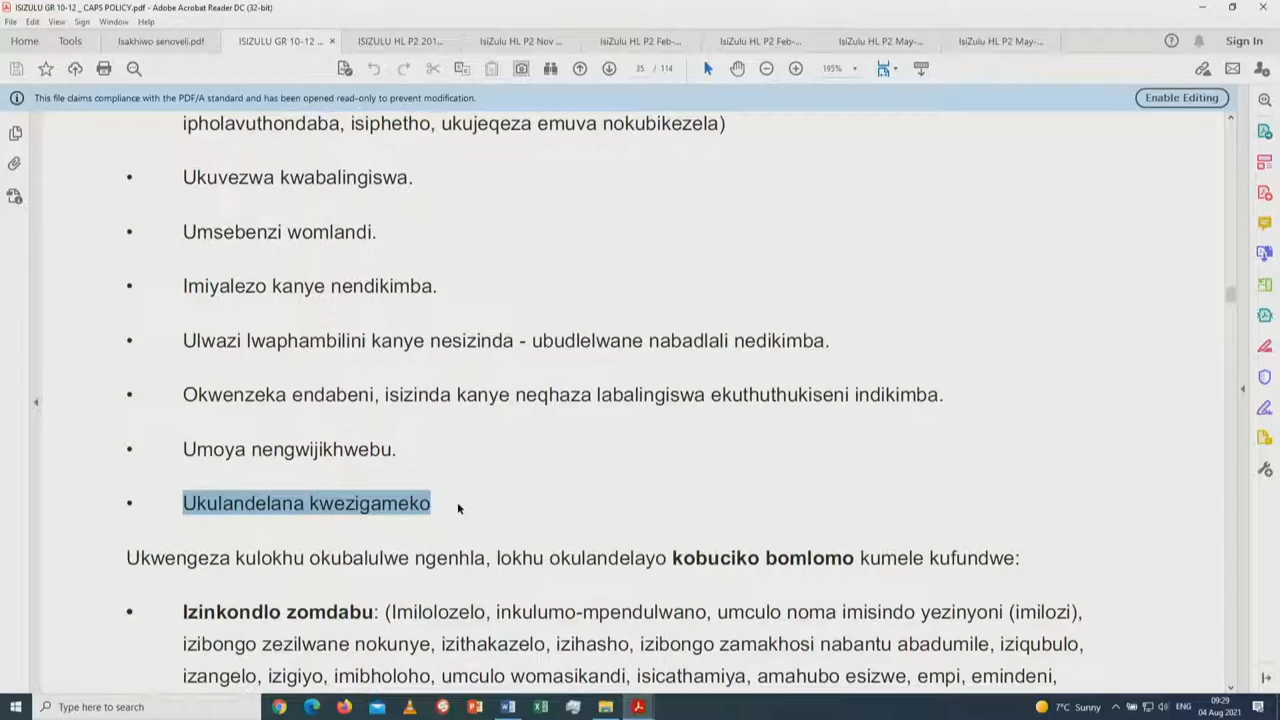 ISIZULU GR 10-12 _ CAPS POLICY.pdf - Adobe Acrobat Reader DC (32-bit)
File Edit View Sign Window Help
Home Tools Isakhiwo senoveli.pdf ISIZULU GR 10-12 ... × ISIZULU HL P2 201... IsiZulu HL P2 Nov ... IsiZulu HL P2 Feb-... IsiZulu HL P2 Feb-... IsiZulu HL P2 May-... IsiZulu HL P2 May-... Sign In
35 / 114 195%
This file claims compliance with the PDF/A standard and has been opened read-only to prevent modification. Enable Editing
ipholavuthondaba, isiphetho, ukujeqeza emuva nokubikezela)
• Ukuvezwa kwabalingiswa.
• Umsebenzi womlandi.
• Imiyalezo kanye nendikimba.
• Ulwazi lwaphambilini kanye nesizinda - ubudlelwane nabadlali nedikimba.
• Okwenzeka endabeni, isizinda kanye neqhaza labalingiswa ekuthuthukiseni indikimba.
• Umoya nengwijikhwebu.
• Ukulandelana kwezigameko
Ukwengeza kulokhu okubalulwe ngenhla, lokhu okulandelayo kobuciko bomlomo kumele kufundwe:
• Izinkondlo zomdabu: (Imilolozelo, inkulumo-mpendulwano, umculo noma imisindo yezinyoni (imilozi),
izibongo zezilwane nokunye, izithakazelo, izihasho, izibongo zamakhosi nabantu abadumile, iziqubulo,
izangelo, izigiyo, imibholoho, umculo womasikandi, isicathamiya, amahubo esizwe, empi, emindeni,
Type here to search
7°C Sunny ENG 09:29
04 Aug 2021